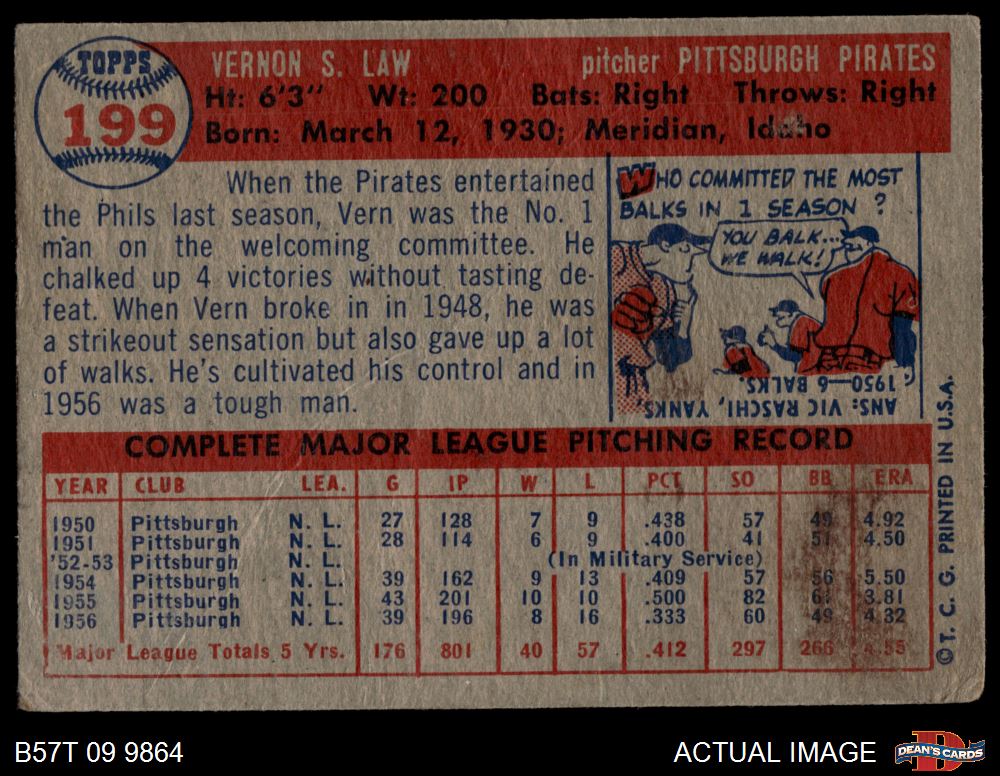 TOPPS
199
VERNON S. LAW pitcher PITTSBURGH PIRATES
Ht: 6'3" Wt: 200 Bats: Right Throws: Right
Born: March 12, 1930; Meridian, Idaho
When the Pirates entertained
the Phils last season, Vern was the No. 1
man on the welcoming committee. He
chalked up 4 victories without tasting de-
feat. When Vern broke in in 1948, he was
a strikeout sensation but also gave up a lot
of walks. He's cultivated his control and in
1956 was a tough man.
WHO COMMITTED THE MOST
BALKS IN 1 SEASON ?
YOU BALK...
WE WALK!
ANS: VIC RASCHI, YANKS,
1950—6 BALKS.
COMPLETE MAJOR LEAGUE PITCHING RECORD
YEAR CLUB LEA. G IP W L PCT SO BB ERA
1950 Pittsburgh N. L. 27 128 7 9 .438 57 49 4.92
1951 Pittsburgh N. L. 28 114 6 9 .400 41 51 4.50
'52-53 Pittsburgh N. L. (In Military Service)
1954 Pittsburgh N. L. 39 162 9 13 .409 57 56 5.50
1955 Pittsburgh N. L. 43 201 10 10 .500 82 61 3.81
1956 Pittsburgh N. L. 39 196 8 16 .333 60 49 4.32
Major League Totals 5 Yrs. 176 801 40 57 .412 297 266 4.55
© T. C. G. PRINTED IN U.S.A.
B57T 09 9864 ACTUAL IMAGE DEAN'S CARDS